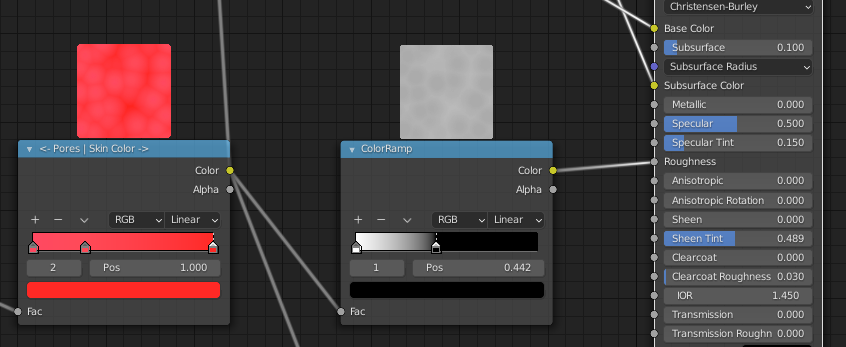 Christensen-Burley
Base Color
Subsurface 0.100
Subsurface Radius
Subsurface Color
Metallic 0.000
Specular 0.500
Specular Tint 0.150
Roughness
Anisotropic 0.000
Anisotropic Rotation 0.000
Sheen 0.000
Sheen Tint 0.489
Clearcoat 0.000
Clearcoat Roughness 0.030
IOR 1.450
Transmission 0.000
Transmission Roughn 0.000
<- Pores | Skin Color ->
Color
Alpha
+ − RGB Linear
2 Pos 1.000
Fac
ColorRamp
Color
Alpha
+ − RGB Linear
1 Pos 0.442
Fac